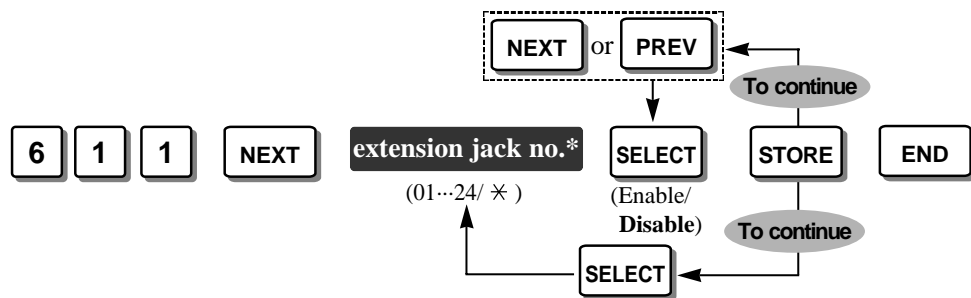 NEXT or PREV
To continue
6 1 1 NEXT extension jack no.* SELECT STORE END
(01···24/ ✳ ) (Enable/
Disable)
To continue
SELECT